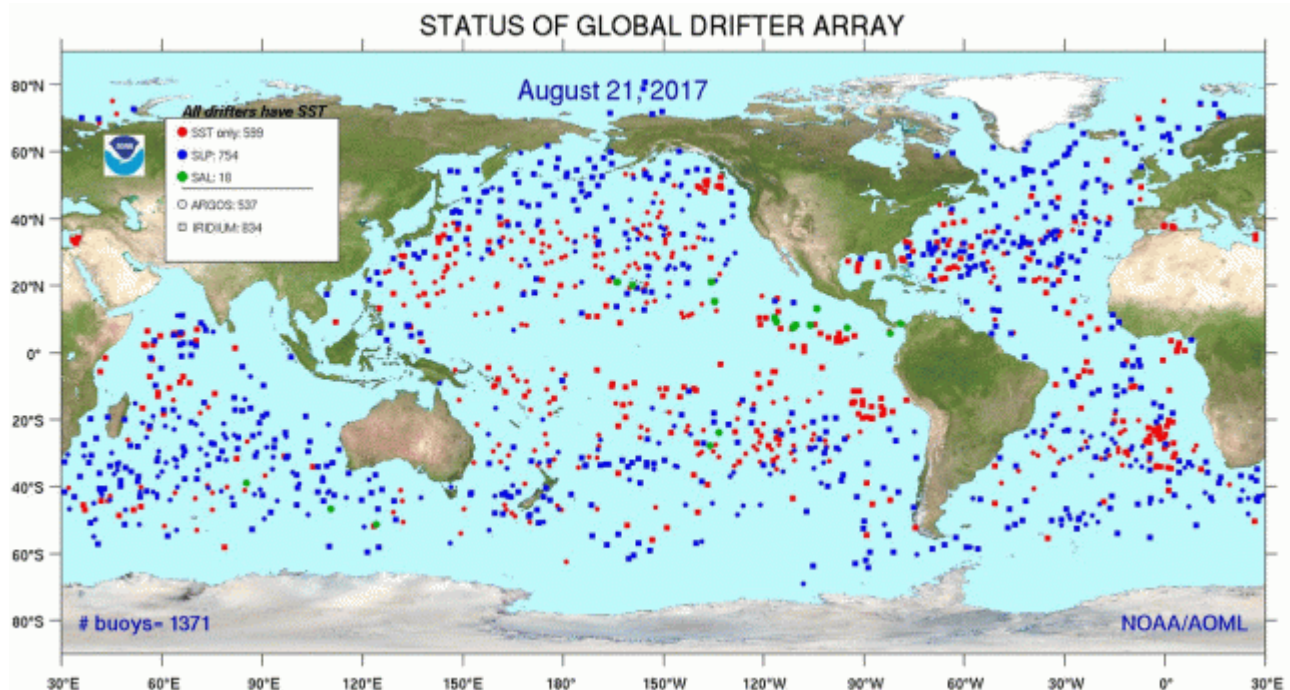 STATUS OF GLOBAL DRIFTER ARRAY
August 21, 2017
All drifters have SST
SST only: 599
SLP: 754
SAL: 18
ARGOS: 537
IRIDIUM: 834
80°N
60°N
40°N
20°N
0°
20°S
40°S
60°S
80°S
# buoys= 1371
NOAA/AOML
30°E 60°E 90°E 120°E 150°E 180° 150°W 120°W 90°W 60°W 30°W 0° 30°E